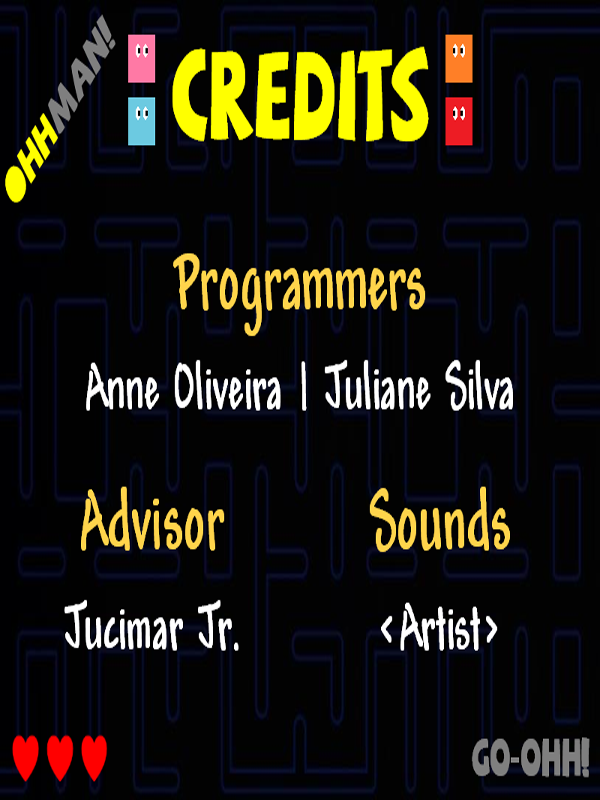 OHHMAN!
CREDITS
Programmers
Anne Oliveira | Juliane Silva
Advisor
Sounds
Jucimar Jr.
<Artist>
GO-OHH!